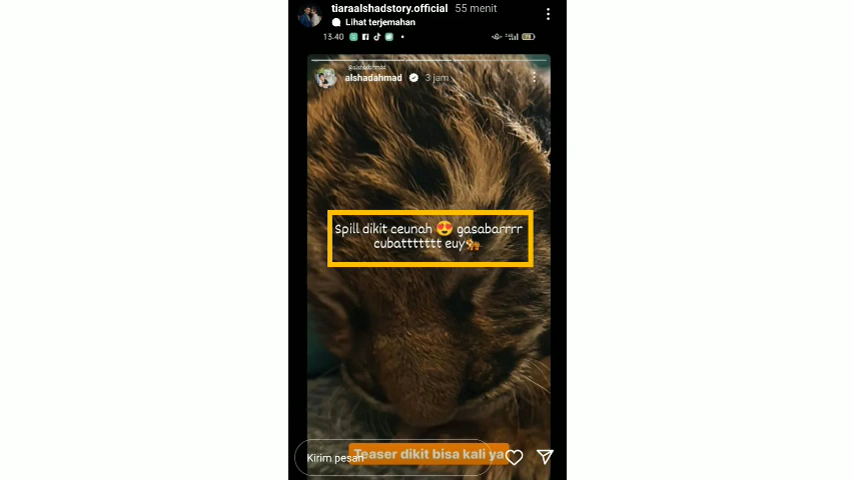 tiaraalshadstory.official 55 menit
Lihat terjemahan
13.40
@alshadahmad
alshadahmad 3 jam
Spill dikit ceunah 😍 gasabarrrr
cubattttttt euy🐅
Teaser dikit bisa kali ya
Kirim pesan